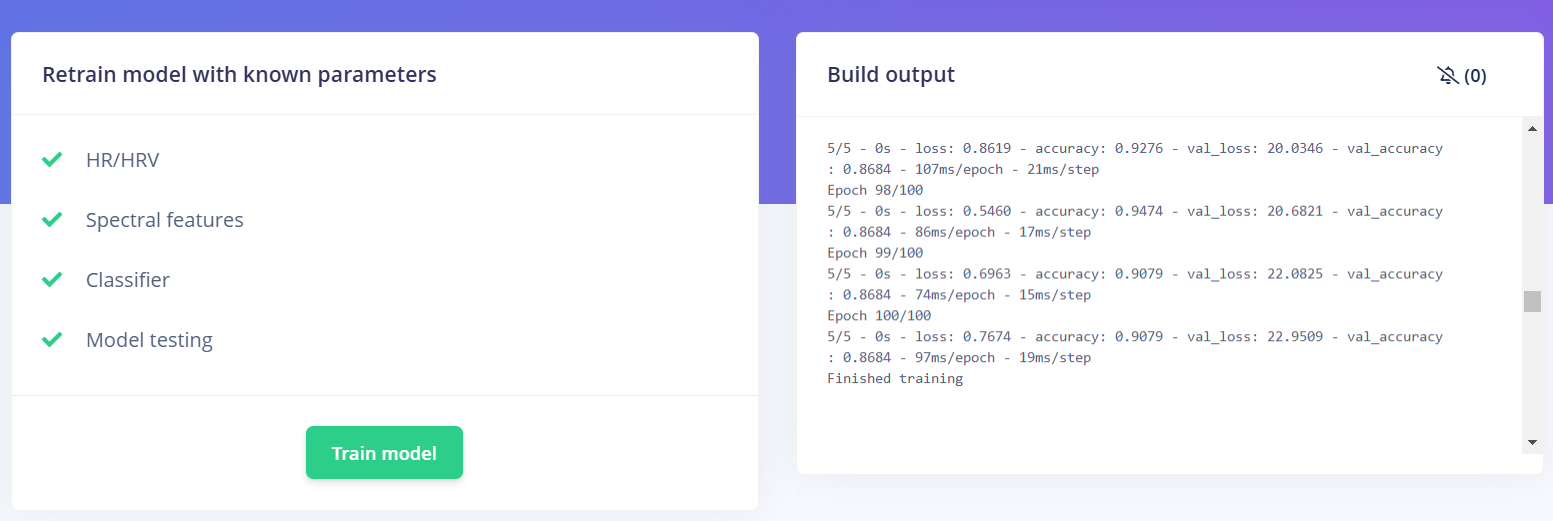 Retrain model with known parameters
HR/HRV
Spectral features
Classifier
Model testing
Train model
Build output
(0)
5/5 - 0s - loss: 0.8619 - accuracy: 0.9276 - val_loss: 20.0346 - val_accuracy
: 0.8684 - 107ms/epoch - 21ms/step
Epoch 98/100
5/5 - 0s - loss: 0.5460 - accuracy: 0.9474 - val_loss: 20.6821 - val_accuracy
: 0.8684 - 86ms/epoch - 17ms/step
Epoch 99/100
5/5 - 0s - loss: 0.6963 - accuracy: 0.9079 - val_loss: 22.0825 - val_accuracy
: 0.8684 - 74ms/epoch - 15ms/step
Epoch 100/100
5/5 - 0s - loss: 0.7674 - accuracy: 0.9079 - val_loss: 22.9509 - val_accuracy
: 0.8684 - 97ms/epoch - 19ms/step
Finished training